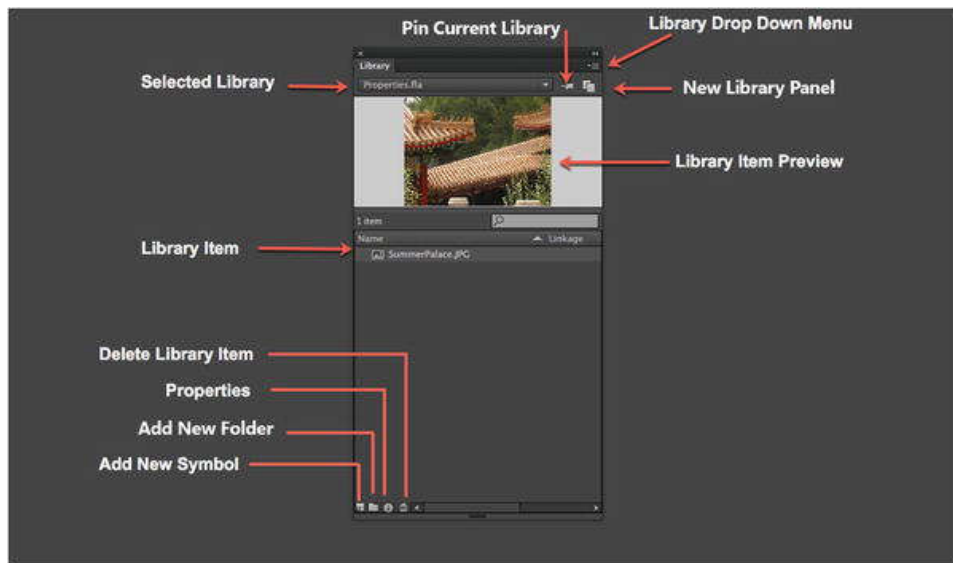 Pin Current Library
Library Drop Down Menu
Library
Selected Library
Properties.fla
New Library Panel
Library Item Preview
1 item
Name
Linkage
Library Item
SummerPalace.JPG
Delete Library Item
Properties
Add New Folder
Add New Symbol